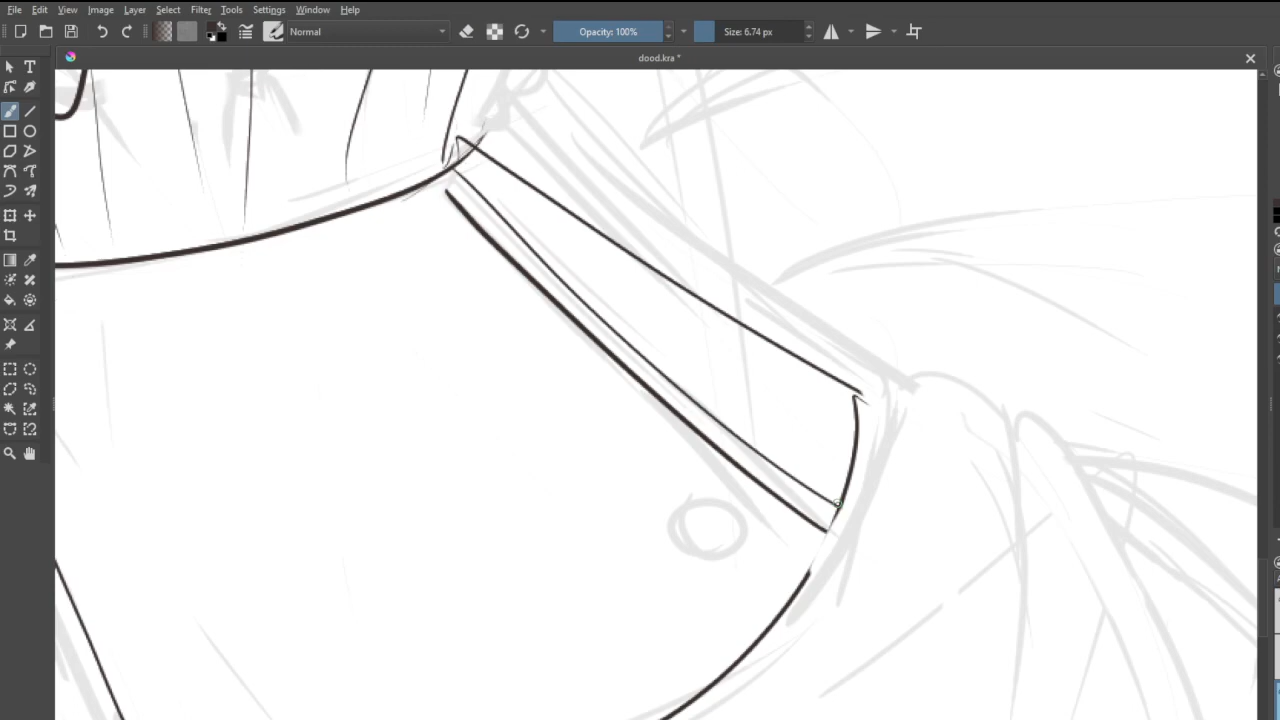 File Edit View Image Layer Select Filter Tools Settings Window Help
Normal Opacity: 100% Size: 6.74 px
dood.kra *
T